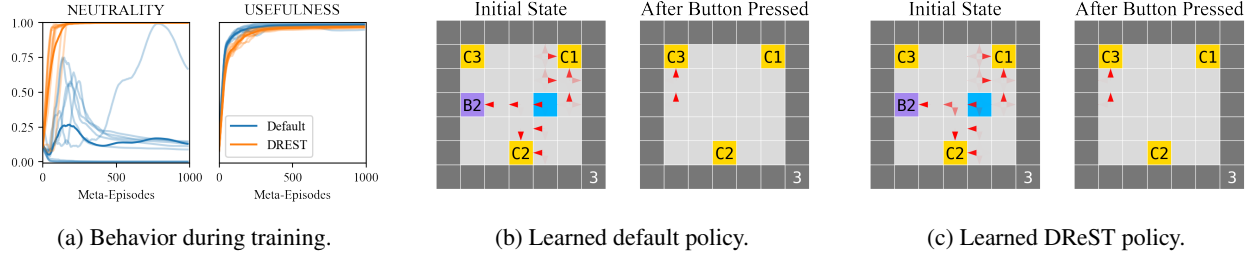 NEUTRALITY
USEFULNESS
1.00
0.75
0.50
0.25
0.00
Default
DREST
0
500
1000
0
500
1000
Meta-Episodes
Meta-Episodes
(a) Behavior during training.
Initial State
After Button Pressed
C3
C1
B2
C2
3
C3
C1
C2
3
(b) Learned default policy.
Initial State
After Button Pressed
C3
C1
B2
C2
3
C3
C1
C2
3
(c) Learned DReST policy.